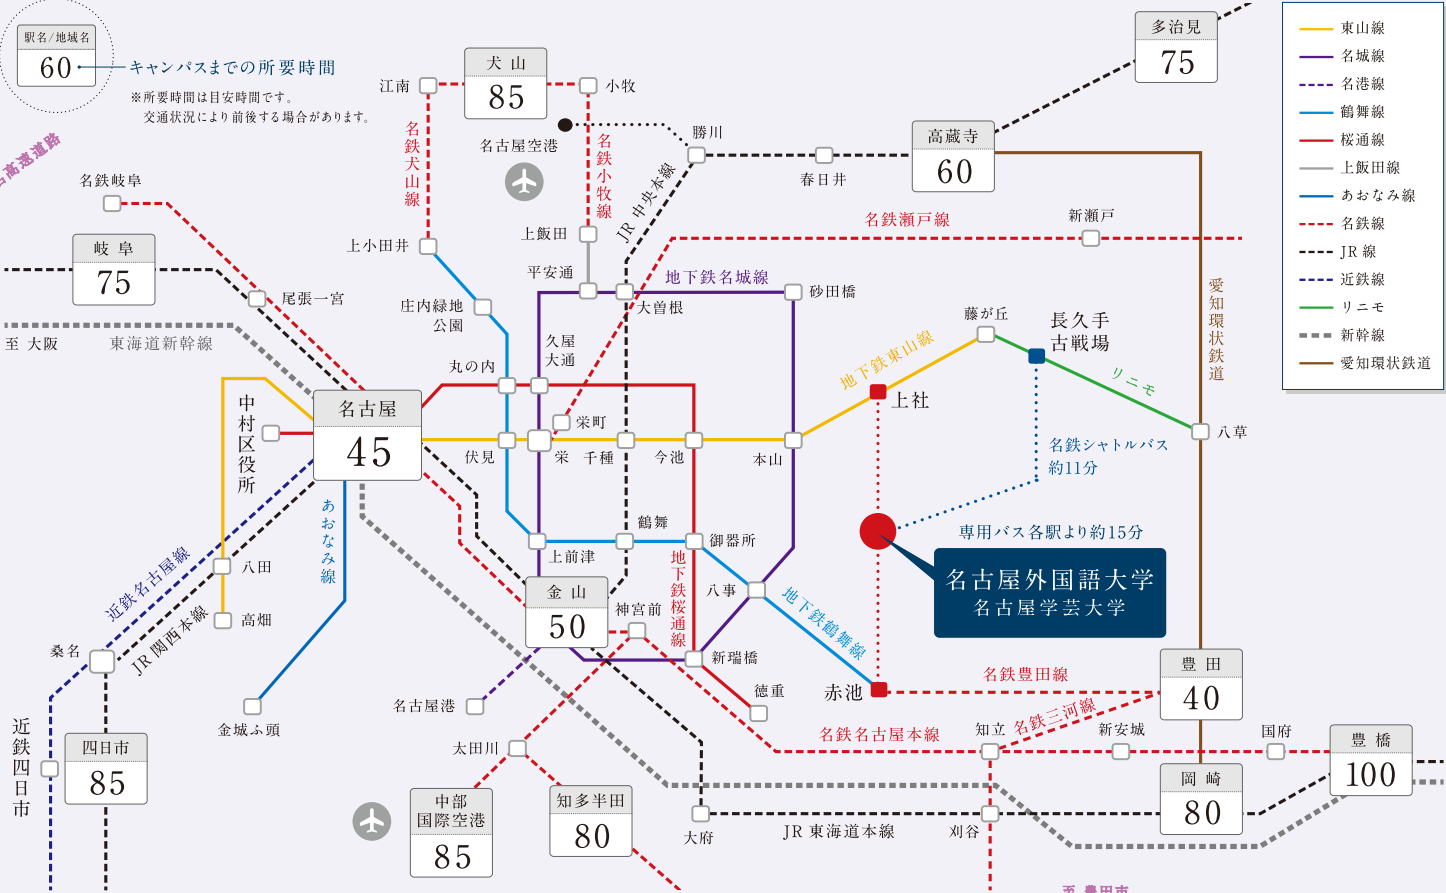 駅名/地域名
60
キャンパスまでの所要時間
※所要時間は目安時間です。
交通状況により前後する場合があります。
名高速道路
名鉄岐阜
岐阜
75
尾張一宮
至 大阪
東海道新幹線
江南
犬山
85
小牧
名古屋空港
名鉄犬山線
名鉄小牧線
上小田井
上飯田
平安通
庄内緑地
公園
勝川
JR 中央本線
春日井
高蔵寺
60
多治見
75
名鉄瀬戸線
新瀬戸
地下鉄名城線
大曽根
砂田橋
愛知環状鉄道
丸の内
久屋
大通
名古屋
45
中村区役所
伏見
栄町
栄
千種
今池
本山
地下鉄東山線
藤が丘
長久手
古戦場
リニモ
八草
上社
名鉄シャトルバス
約11分
専用バス各駅より約15分
名古屋外国語大学
名古屋学芸大学
あおなみ線
近鉄名古屋線
八田
高畑
JR 関西本線
桑名
金城ふ頭
近鉄四日市
四日市
85
上前津
鶴舞
御器所
地下鉄桜通線
八事
地下鉄鶴舞線
金山
50
神宮前
新瑞橋
徳重
名古屋港
赤池
名鉄豊田線
豊田
40
太田川
名鉄名古屋本線
知立
名鉄三河線
新安城
国府
豊橋
100
中部
国際空港
85
知多半田
80
大府
JR 東海道本線
刈谷
岡崎
80
至 豊田市
東山線
名城線
名港線
鶴舞線
桜通線
上飯田線
あおなみ線
名鉄線
JR 線
近鉄線
リニモ
新幹線
愛知環状鉄道